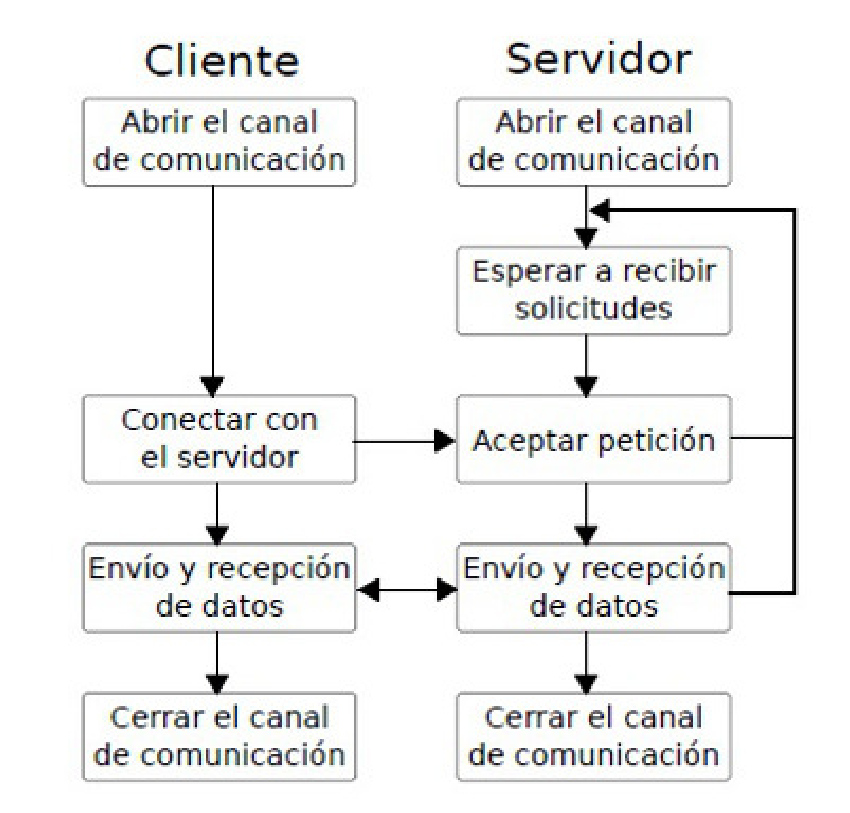 Cliente
Servidor
Abrir el canal
de comunicación
Abrir el canal
de comunicación
Esperar a recibir
solicitudes
Conectar con
el servidor
Aceptar petición
Envío y recepción
de datos
Envío y recepción
de datos
Cerrar el canal
de comunicación
Cerrar el canal
de comunicación